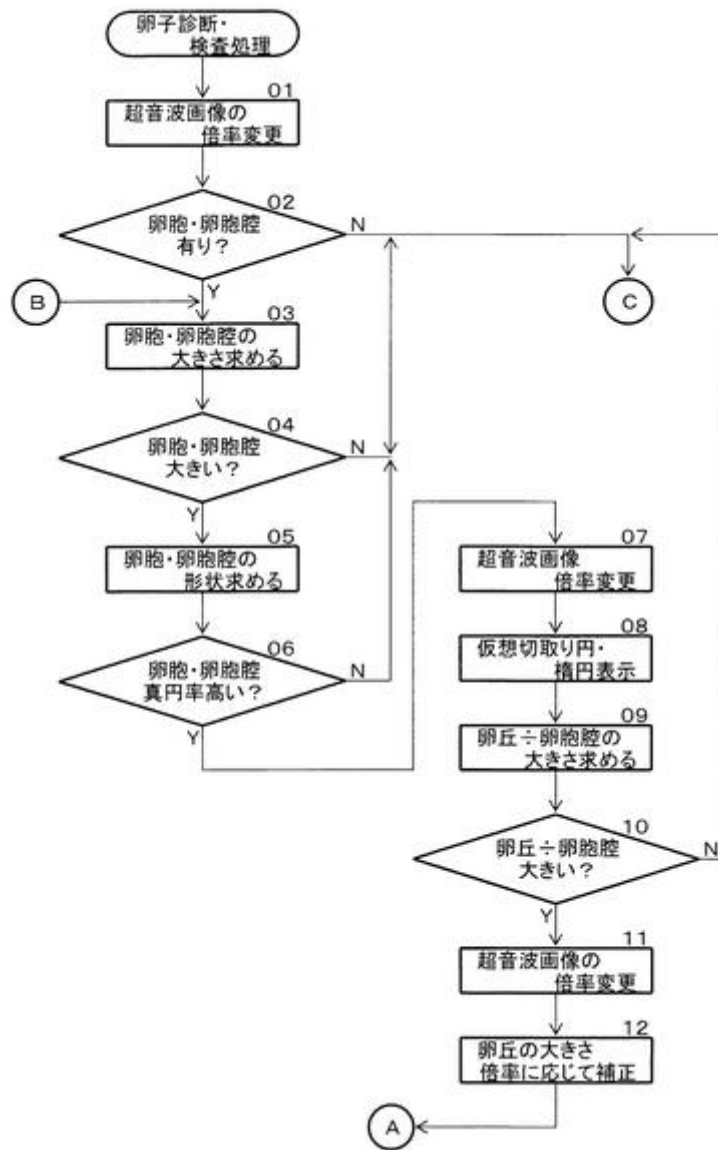 卵子診断・
検査処理
01
超音波画像の
倍率変更
02
卵胞・卵胞腔
有り?
N
Y
B
C
03
卵胞・卵胞腔の
大きさ求める
04
卵胞・卵胞腔
大きい?
N
Y
05
卵胞・卵胞腔の
形状求める
06
卵胞・卵胞腔
真円率高い?
N
Y
07
超音波画像
倍率変更
08
仮想切取り円・
楕円表示
09
卵丘÷卵胞腔の
大きさ求める
10
卵丘÷卵胞腔
大きい?
N
Y
11
超音波画像の
倍率変更
12
卵丘の大きさ
倍率に応じて補正
A